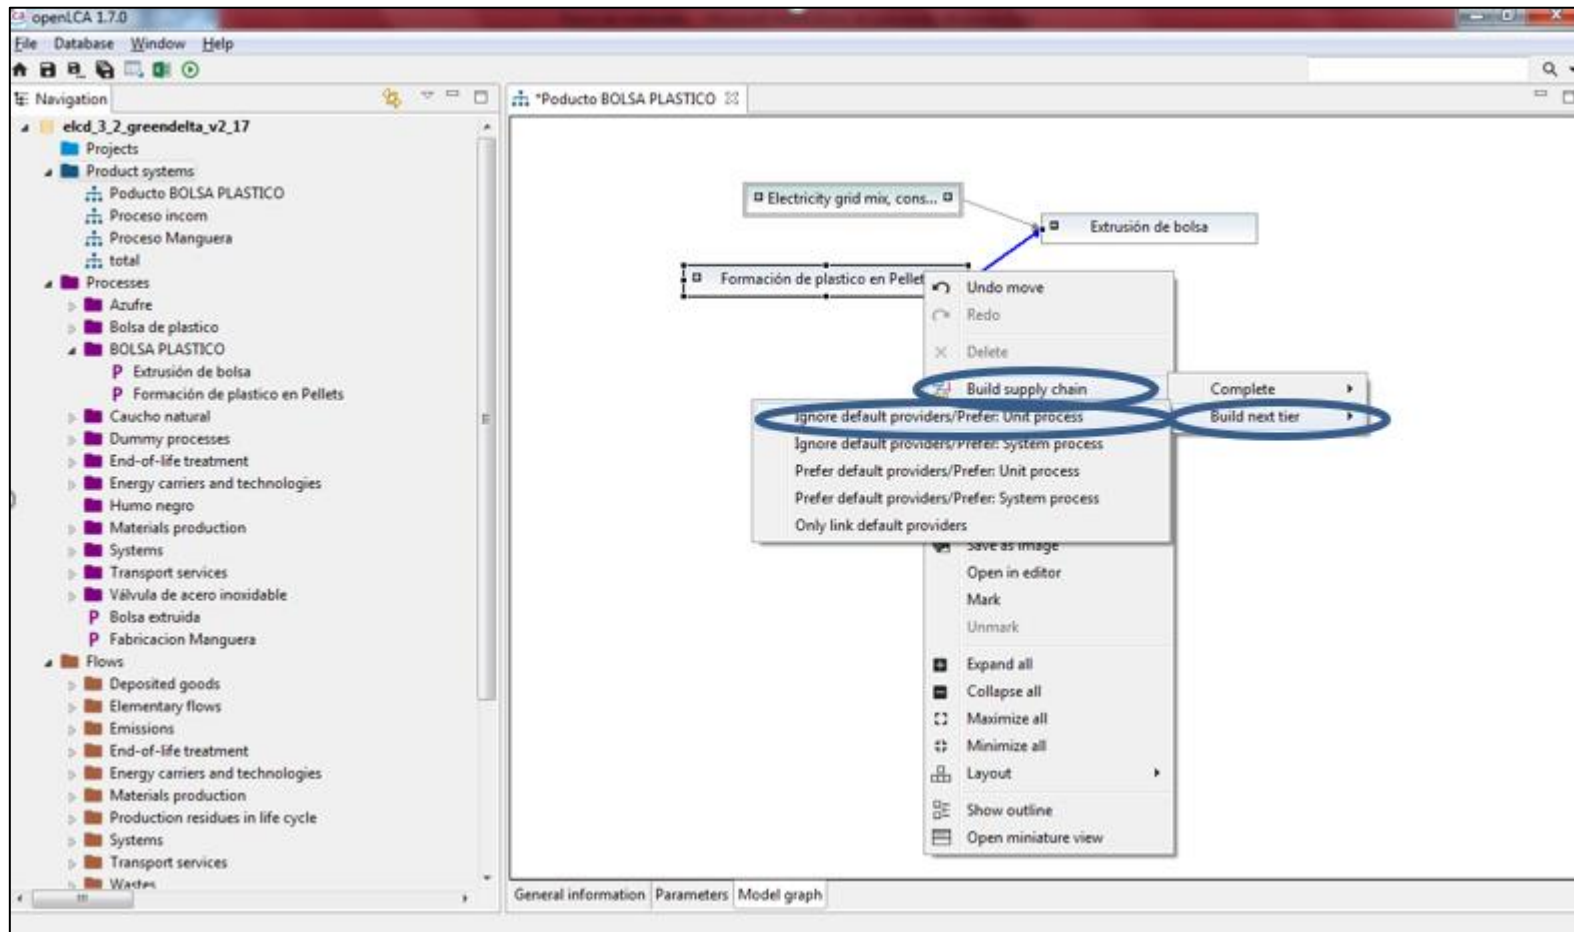 openLCA 1.7.0
File Database Window Help
Navigation
elcd_3_2_greendelta_v2_17
Projects
Product systems
Poducto BOLSA PLASTICO
Proceso incom
Proceso Manguera
total
Processes
Azufre
Bolsa de plastico
BOLSA PLASTICO
P Extrusión de bolsa
P Formación de plastico en Pellets
Caucho natural
Dummy processes
End-of-life treatment
Energy carriers and technologies
Humo negro
Materials production
Systems
Transport services
Válvula de acero inoxidable
P Bolsa extruida
P Fabricacion Manguera
Flows
Deposited goods
Elementary flows
Emissions
End-of-life treatment
Energy carriers and technologies
Materials production
Production residues in life cycle
Systems
Transport services
Wastes
*Poducto BOLSA PLASTICO
Electricity grid mix, cons...
Extrusión de bolsa
Formación de plastico en Pellet
Undo move
Redo
Delete
Build supply chain
Complete
Build next tier
Ignore default providers/Prefer: Unit process
Ignore default providers/Prefer: System process
Prefer default providers/Prefer: Unit process
Prefer default providers/Prefer: System process
Only link default providers
Save as image
Open in editor
Mark
Unmark
Expand all
Collapse all
Maximize all
Minimize all
Layout
Show outline
Open miniature view
General information Parameters Model graph